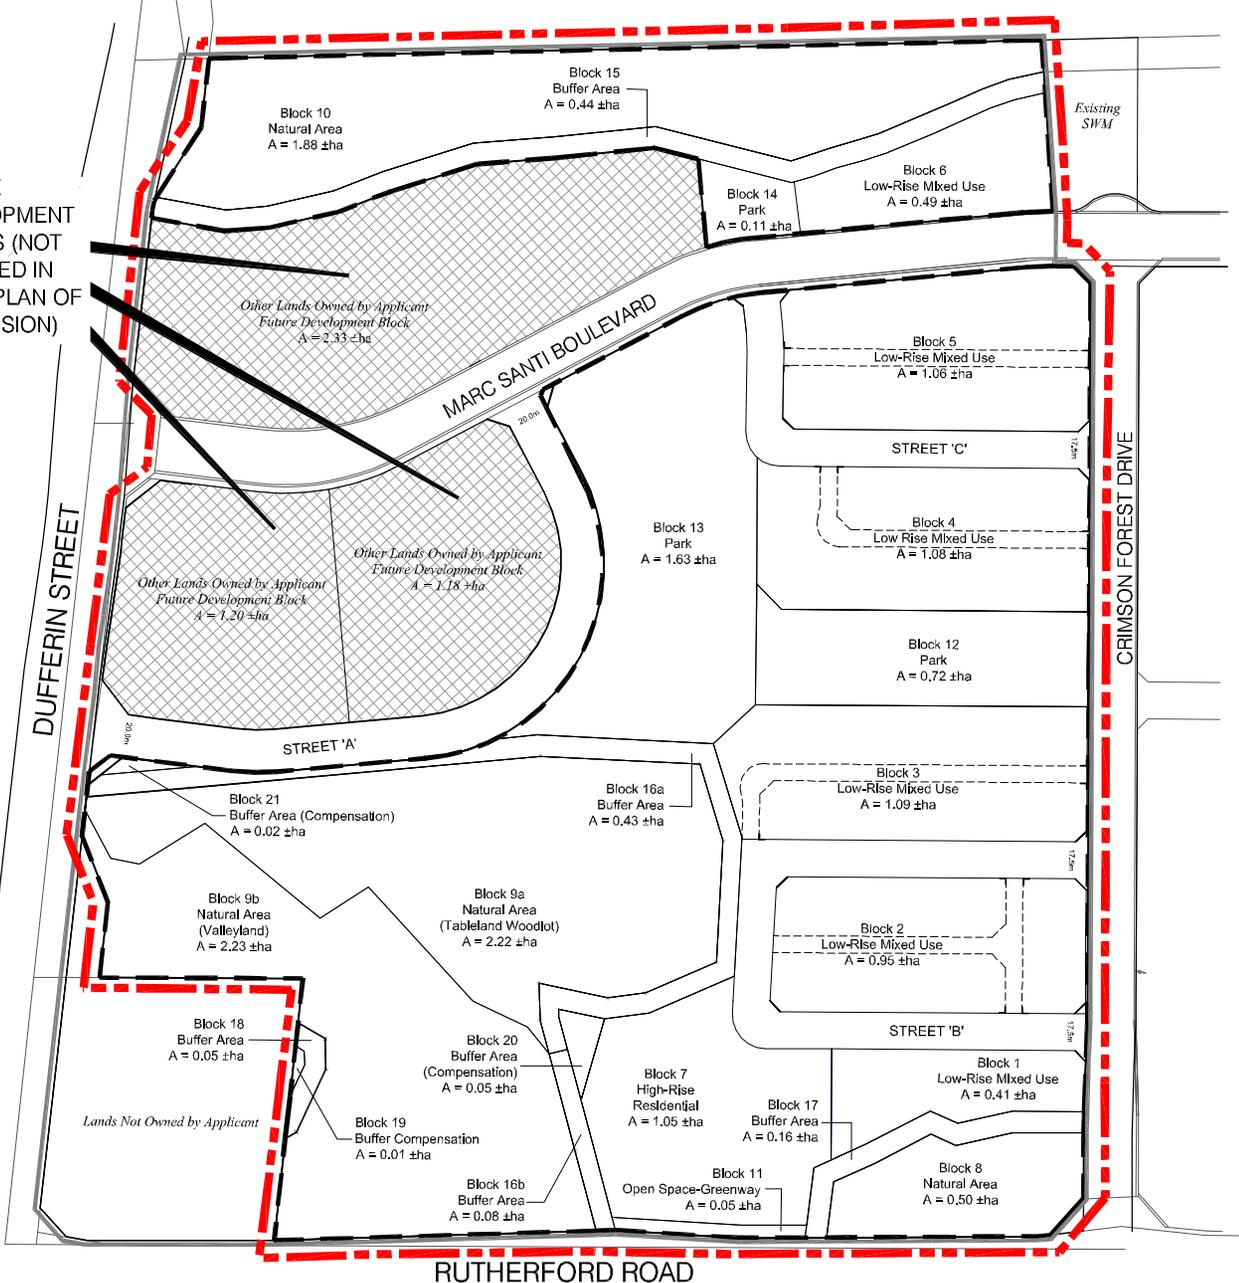 Block 15
Buffer Area
A = 0.44 ±ha
Block 10
Natural Area
A = 1.88 ±ha
Existing
SWM
Block 6
Low-Rise Mixed Use
A = 0.49 ±ha
Block 14
Park
A = 0.11 ±ha
OPMENT
S (NOT
ED IN
PLAN OF
SION)
Other Lands Owned by Applicant
Future Development Block
A = 2.33 ±ha
MARC SANTI BOULEVARD
Block 5
Low-Rise Mixed Use
A = 1.06 ±ha
20.0m
STREET 'C'
17.5m
CRIMSON FOREST DRIVE
DUFFERIN STREET
Block 13
Park
A = 1.63 ±ha
Block 4
Low Rise Mixed Use
A = 1.08 ±ha
Other Lands Owned by Applicant
Future Development Block
A = 1.18 ±ha
Other Lands Owned by Applicant
Future Development Block
A = 1.20 ±ha
Block 12
Park
A = 0.72 ±ha
20.0m
STREET 'A'
Block 3
Low-Rise Mixed Use
A = 1.09 ±ha
Block 16a
Buffer Area
A = 0.43 ±ha
Block 21
Buffer Area (Compensation)
A = 0.02 ±ha
17.5m
Block 9b
Natural Area
(Valleyland)
A = 2.23 ±ha
Block 9a
Natural Area
(Tableland Woodlot)
A = 2.22 ±ha
Block 2
Low-Rise Mixed Use
A = 0.95 ±ha
Block 18
Buffer Area
A = 0.05 ±ha
Block 20
Buffer Area
(Compensation)
A = 0.05 ±ha
STREET 'B'
17.5m
Block 1
Low-Rise Mixed Use
A = 0.41 ±ha
Block 7
High-Rise
Residential
A = 1.05 ±ha
Block 17
Buffer Area
A = 0.16 ±ha
Lands Not Owned by Applicant
Block 19
Buffer Compensation
A = 0.01 ±ha
Block 11
Open Space-Greenway
A = 0.05 ±ha
Block 8
Natural Area
A = 0.50 ±ha
Block 16b
Buffer Area
A = 0.08 ±ha
RUTHERFORD ROAD